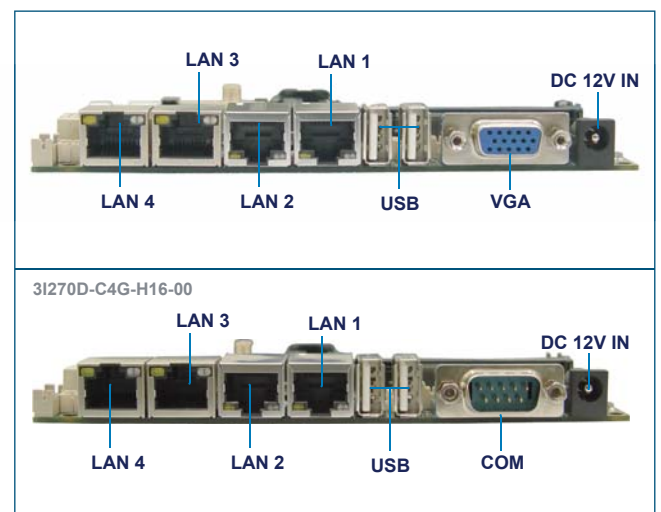 LAN 3
LAN 1
DC 12V IN
LAN 4
LAN 2
USB
VGA
3I270D-C4G-H16-00
LAN 3
LAN 1
DC 12V IN
LAN 4
LAN 2
USB
COM